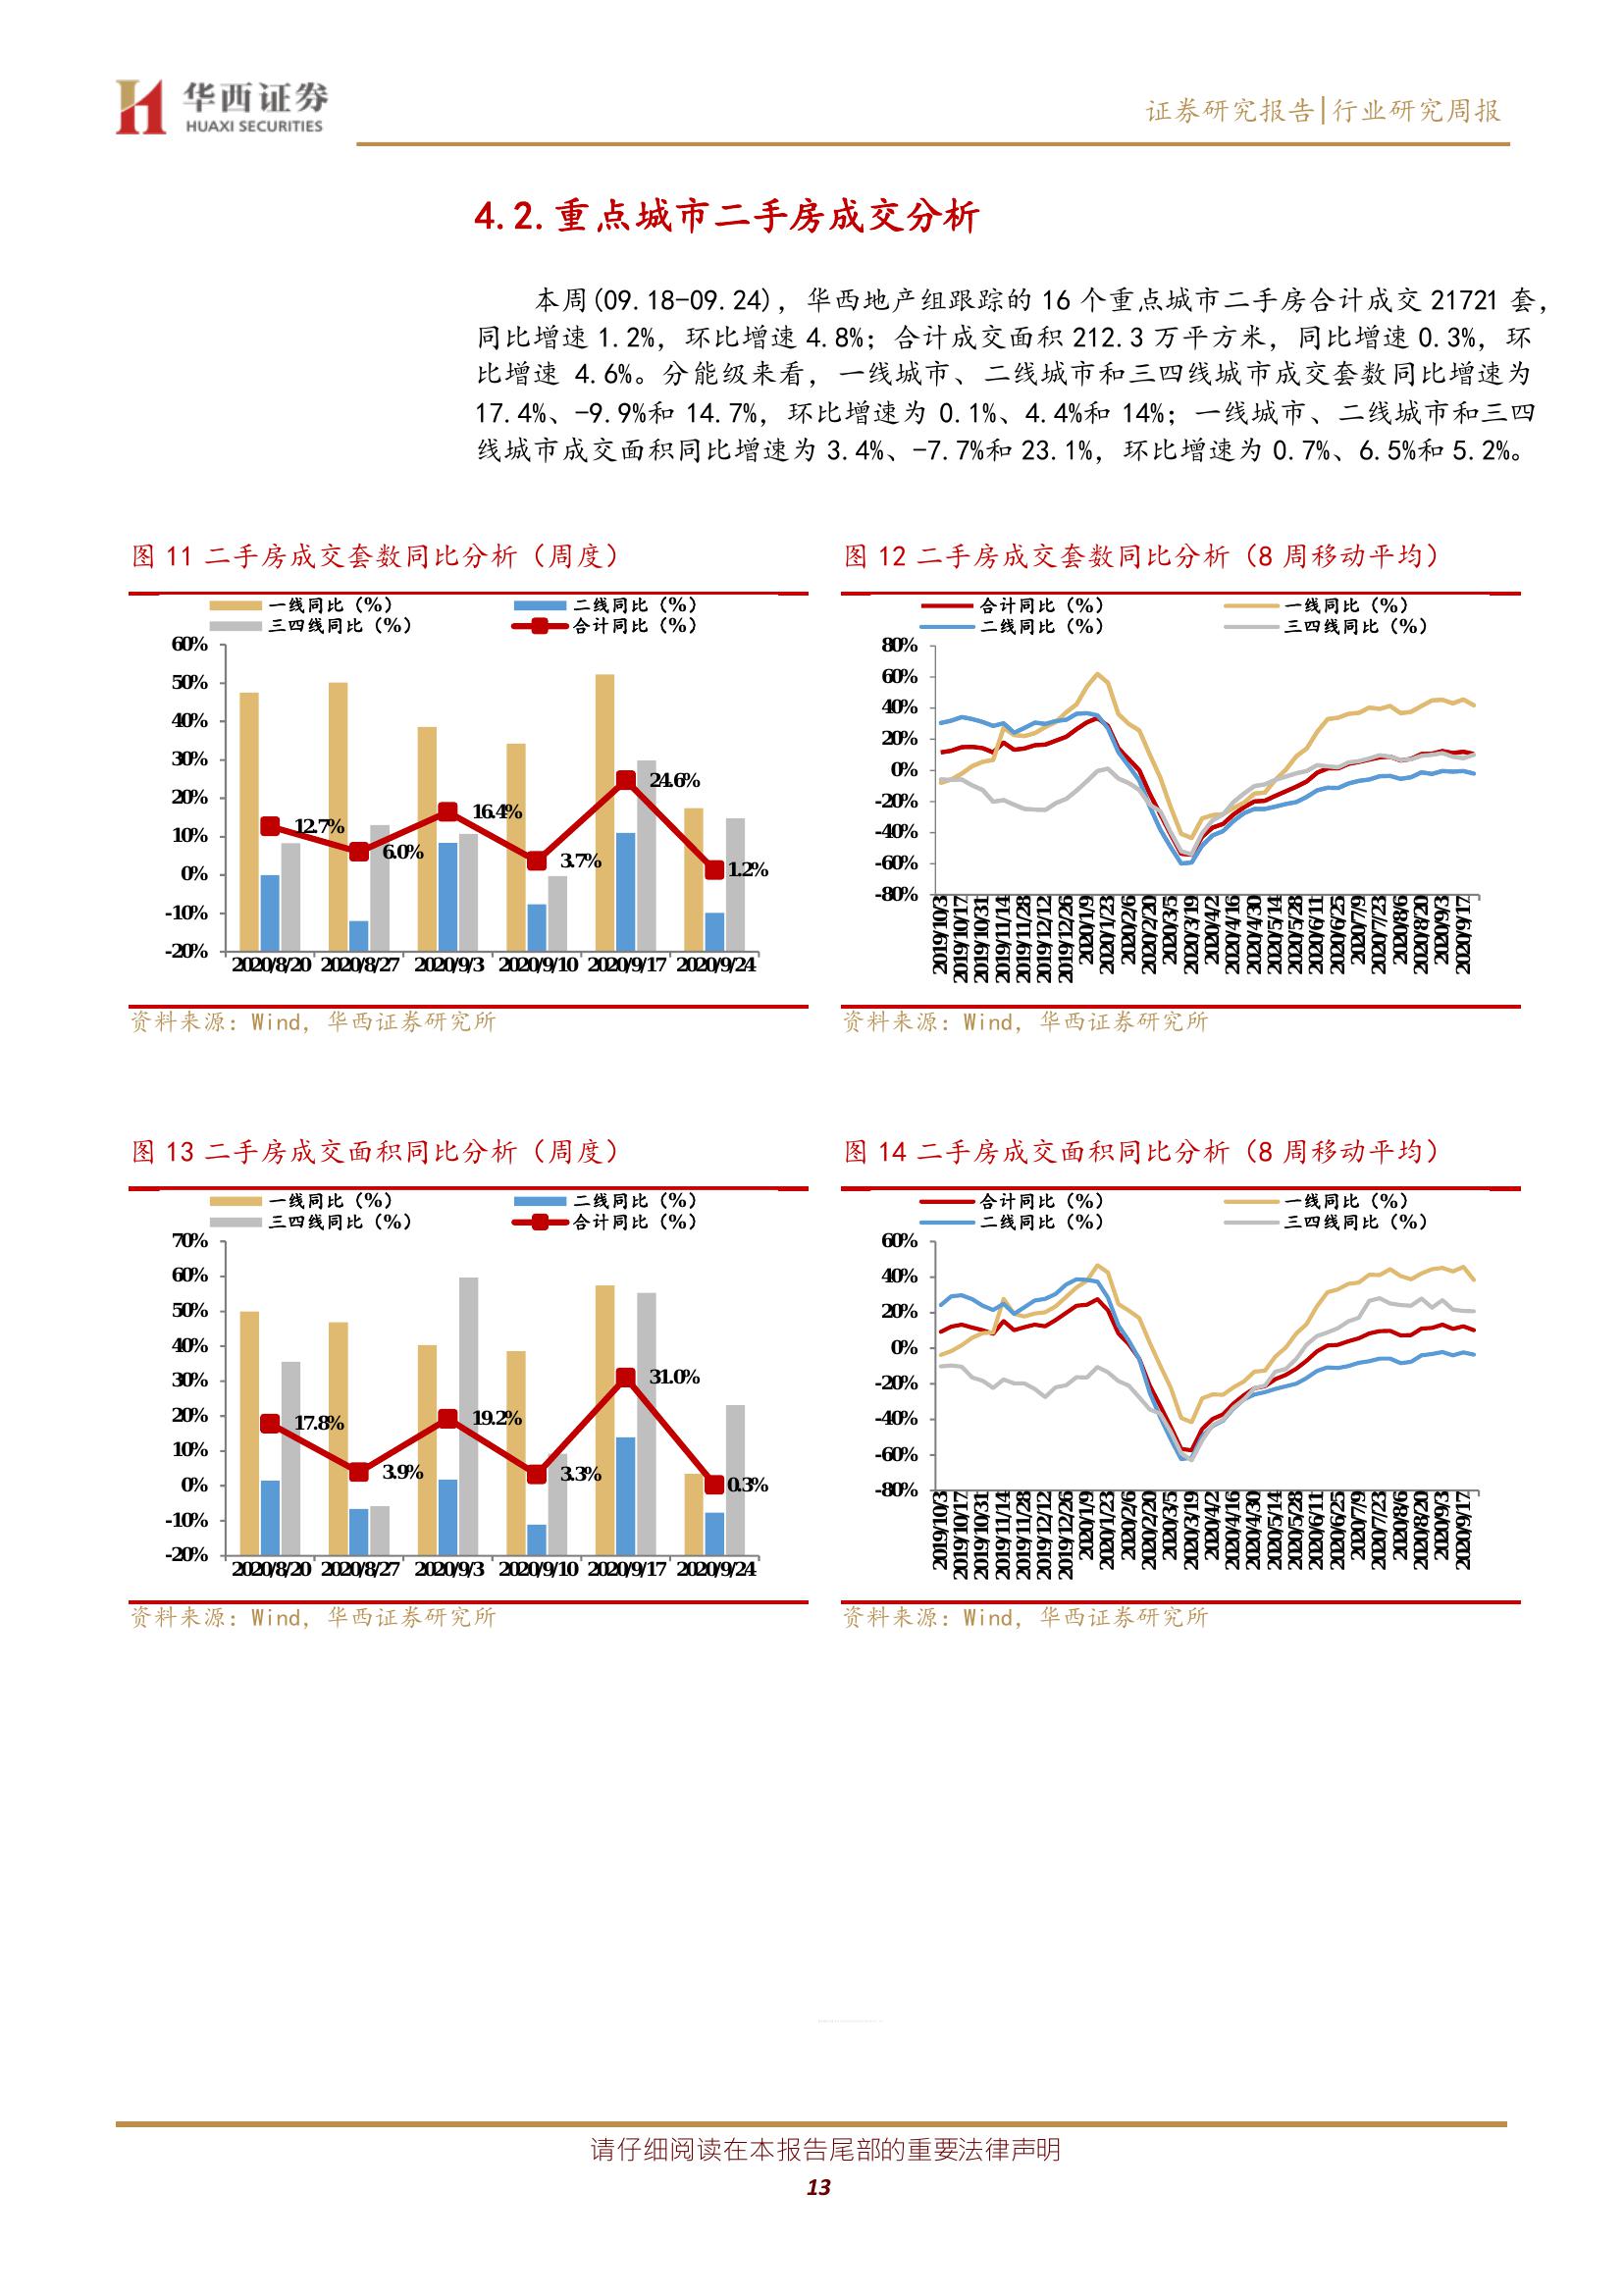 华西证券
HUAXI SECURITIES
证券研究报告|行业研究周报
4.2.重点城市二手房成交分析
本周(09.18-09.24)，华西地产组跟踪的 16 个重点城市二手房合计成交 21721 套，
同比增速 1.2%，环比增速 4.8%；合计成交面积 212.3 万平方米，同比增速 0.3%，环
比增速 4.6%。分能级来看，一线城市、二线城市和三四线城市成交套数同比增速为
17.4%、-9.9%和 14.7%，环比增速为 0.1%、4.4%和 14%；一线城市、二线城市和三四
线城市成交面积同比增速为 3.4%、-7.7%和 23.1%，环比增速为 0.7%、6.5%和 5.2%。
图 11 二手房成交套数同比分析（周度）
一线同比（%）
二线同比（%）
三四线同比（%）
合计同比（%）
60%
50%
40%
30%
20%
10%
0%
-10%
-20%
12.7%
6.0%
16.4%
3.7%
24.6%
1.2%
2020/8/20 2020/8/27 2020/9/3 2020/9/10 2020/9/17 2020/9/24
资料来源：Wind，华西证券研究所
图 12 二手房成交套数同比分析（8 周移动平均）
合计同比（%）
一线同比（%）
二线同比（%）
三四线同比（%）
80%
60%
40%
20%
0%
-20%
-40%
-60%
-80%
2019/10/3
2019/10/17
2019/10/31
2019/11/14
2019/11/28
2019/12/12
2019/12/26
2020/1/9
2020/1/23
2020/2/6
2020/2/20
2020/3/5
2020/3/19
2020/4/2
2020/4/16
2020/4/30
2020/5/14
2020/5/28
2020/6/11
2020/6/25
2020/7/9
2020/7/23
2020/8/6
2020/8/20
2020/9/3
2020/9/17
资料来源：Wind，华西证券研究所
图 13 二手房成交面积同比分析（周度）
一线同比（%）
二线同比（%）
三四线同比（%）
合计同比（%）
70%
60%
50%
40%
30%
20%
10%
0%
-10%
-20%
17.8%
3.9%
19.2%
3.3%
31.0%
0.3%
2020/8/20 2020/8/27 2020/9/3 2020/9/10 2020/9/17 2020/9/24
资料来源：Wind，华西证券研究所
图 14 二手房成交面积同比分析（8 周移动平均）
合计同比（%）
一线同比（%）
二线同比（%）
三四线同比（%）
60%
40%
20%
0%
-20%
-40%
-60%
-80%
2019/10/3
2019/10/17
2019/10/31
2019/11/14
2019/11/28
2019/12/12
2019/12/26
2020/1/9
2020/1/23
2020/2/6
2020/2/20
2020/3/5
2020/3/19
2020/4/2
2020/4/16
2020/4/30
2020/5/14
2020/5/28
2020/6/11
2020/6/25
2020/7/9
2020/7/23
2020/8/6
2020/8/20
2020/9/3
2020/9/17
资料来源：Wind，华西证券研究所
请仔细阅读在本报告尾部的重要法律声明
13